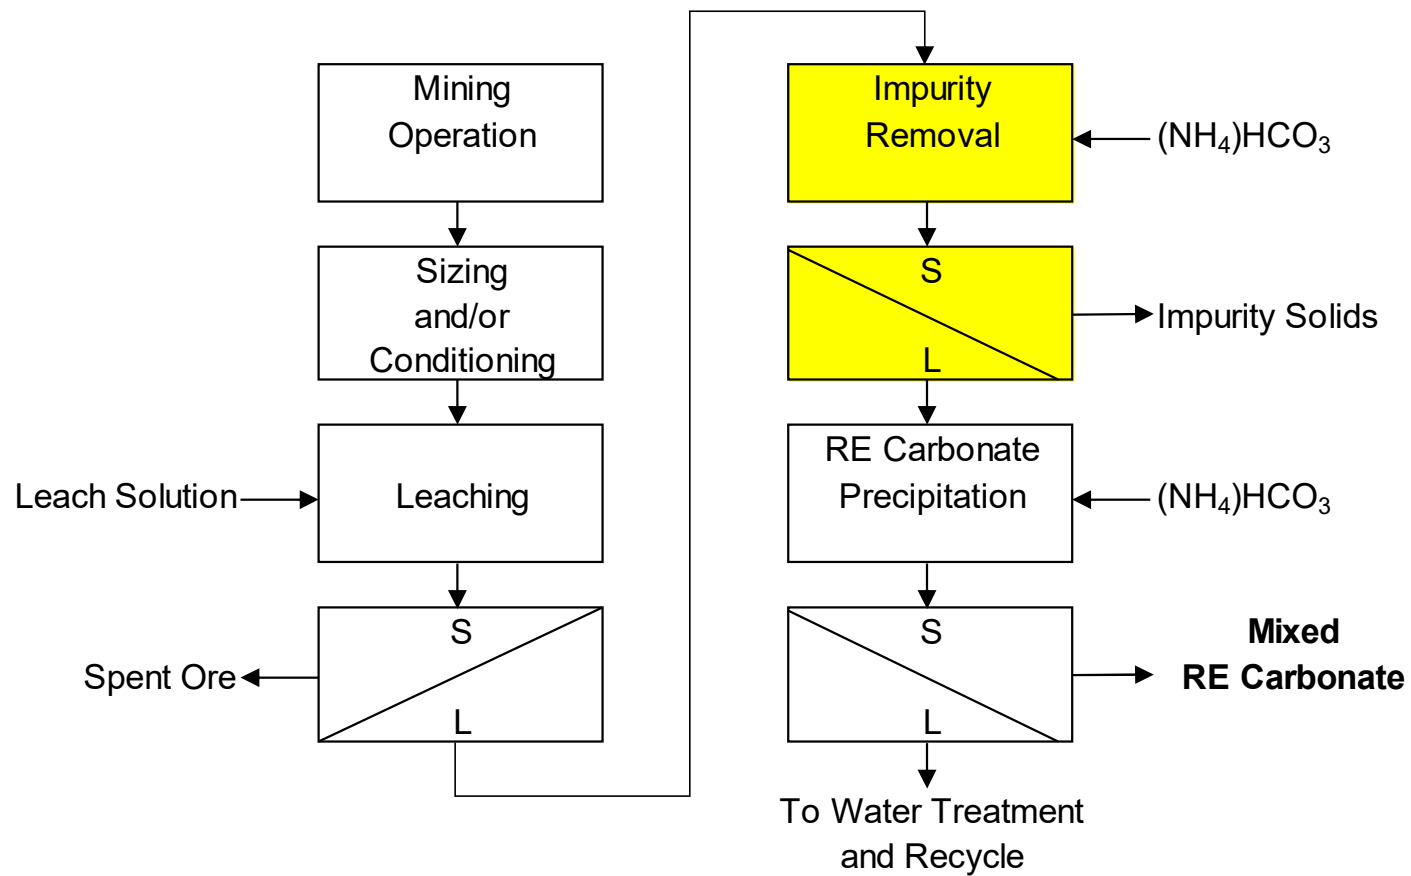 Mining
Operation
Sizing
and/or
Conditioning
Leach Solution
Leaching
S
L
Spent Ore
Impurity
Removal
(NH₄)HCO₃
S
L
Impurity Solids
RE Carbonate
Precipitation
(NH₄)HCO₃
S
L
Mixed
RE Carbonate
To Water Treatment
and Recycle